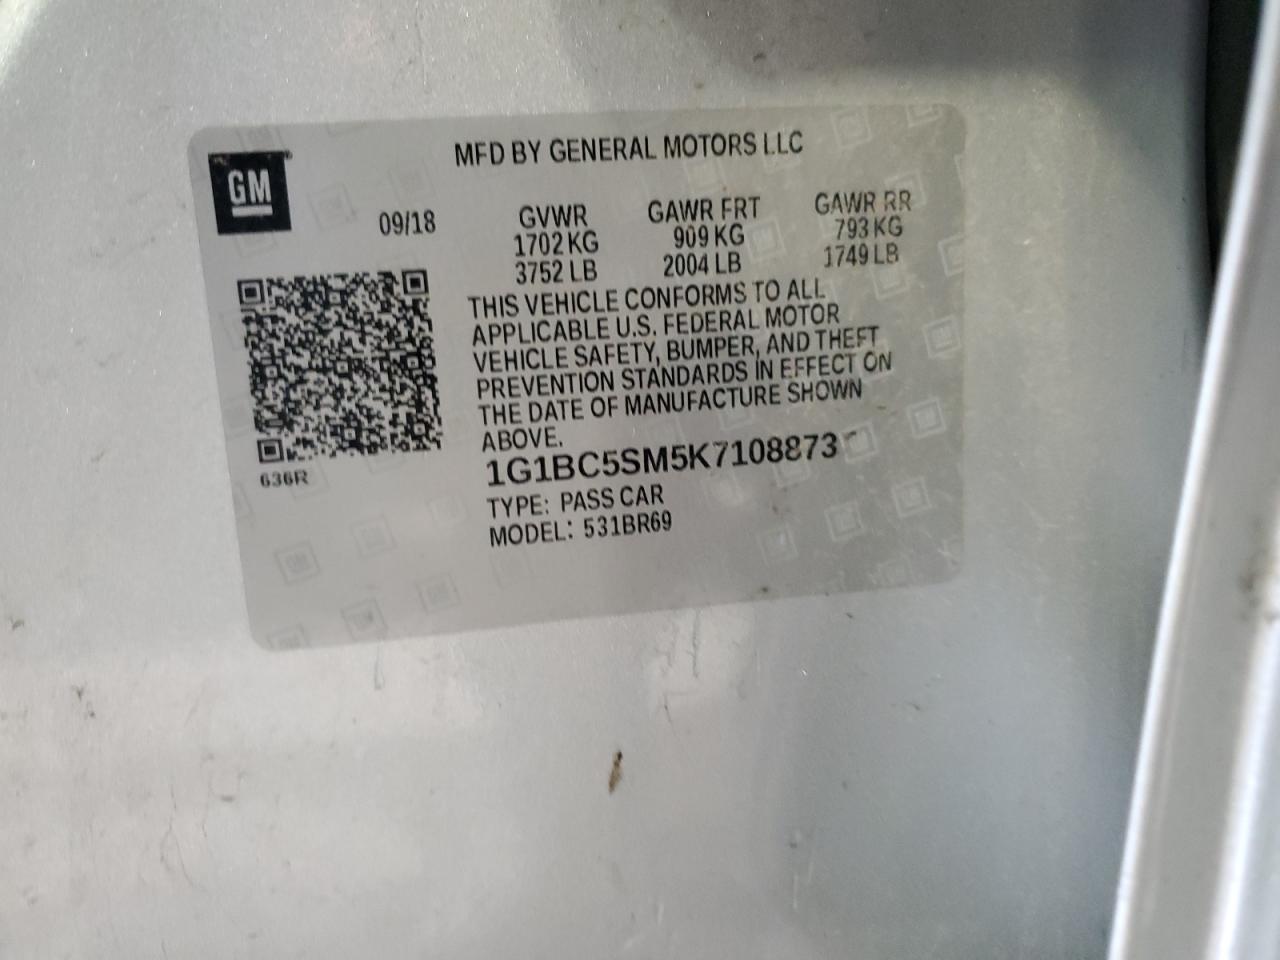 MFD BY GENERAL MOTORS LLC
GM
09/18
GVWR GAWR FRT GAWR RR
1702 KG 909 KG 793 KG
3752 LB 2004 LB 1749 LB
THIS VEHICLE CONFORMS TO ALL
APPLICABLE U.S. FEDERAL MOTOR
VEHICLE SAFETY, BUMPER, AND THEFT
PREVENTION STANDARDS IN EFFECT ON
THE DATE OF MANUFACTURE SHOWN
ABOVE.
636R
1G1BC5SM5K7108873
TYPE: PASS CAR
MODEL: 531BR69